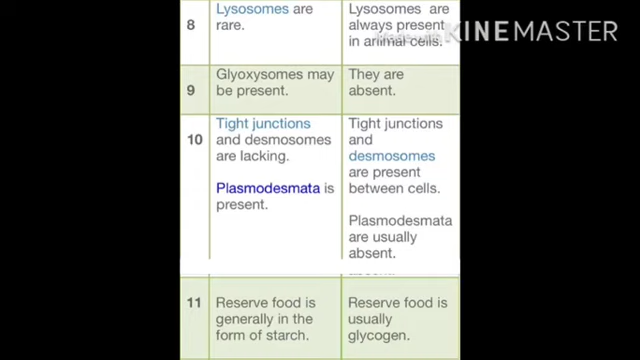 Lysosomes are
rare.
Lysosomes are
always present
in animal cells.
8
Made with KINEMASTER
9
Glyoxysomes may
be present.
They are
absent.
10
Tight junctions
and desmosomes
are lacking.
Plasmodesmata is
present.
Tight junctions
and
desmosomes
are present
between cells.
Plasmodesmata
are usually
absent.
11
Reserve food is
generally in the
form of starch.
Reserve food is
usually
glycogen.